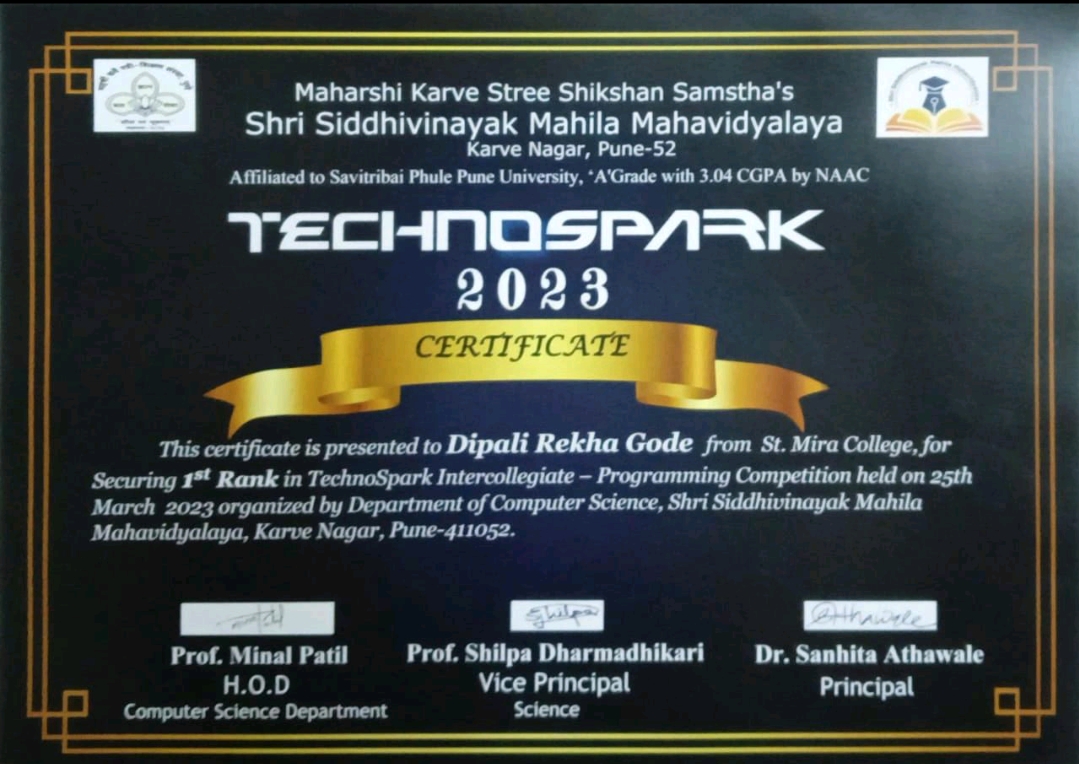 Maharshi Karve Stree Shikshan Samstha's
Shri Siddhivinayak Mahila Mahavidyalaya
Karve Nagar, Pune-52
Affiliated to Savitribai Phule Pune University, 'A'Grade with 3.04 CGPA by NAAC
TECHNOSPARK
2023
CERTIFICATE
This certificate is presented to Dipali Rekha Gode from St. Mira College, for
Securing 1st Rank in TechnoSpark Intercollegiate – Programming Competition held on 25th
March 2023 organized by Department of Computer Science, Shri Siddhivinayak Mahila
Mahavidyalaya, Karve Nagar, Pune-411052.
Shilpa
Athawale
Prof. Minal Patil
Prof. Shilpa Dharmadhikari
Dr. Sanhita Athawale
H.O.D
Vice Principal
Principal
Computer Science Department
Science